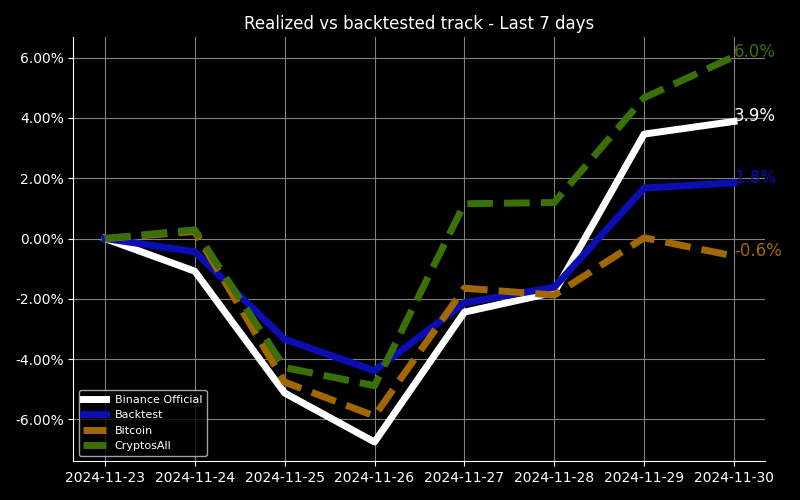 Realized vs backtested track - Last 7 days
6.00%
4.00%
2.00%
0.00%
-2.00%
-4.00%
-6.00%
6.0%
3.9%
1.8%
-0.6%
Binance Official
Backtest
Bitcoin
CryptosAll
2024-11-23 2024-11-24 2024-11-25 2024-11-26 2024-11-27 2024-11-28 2024-11-29 2024-11-30